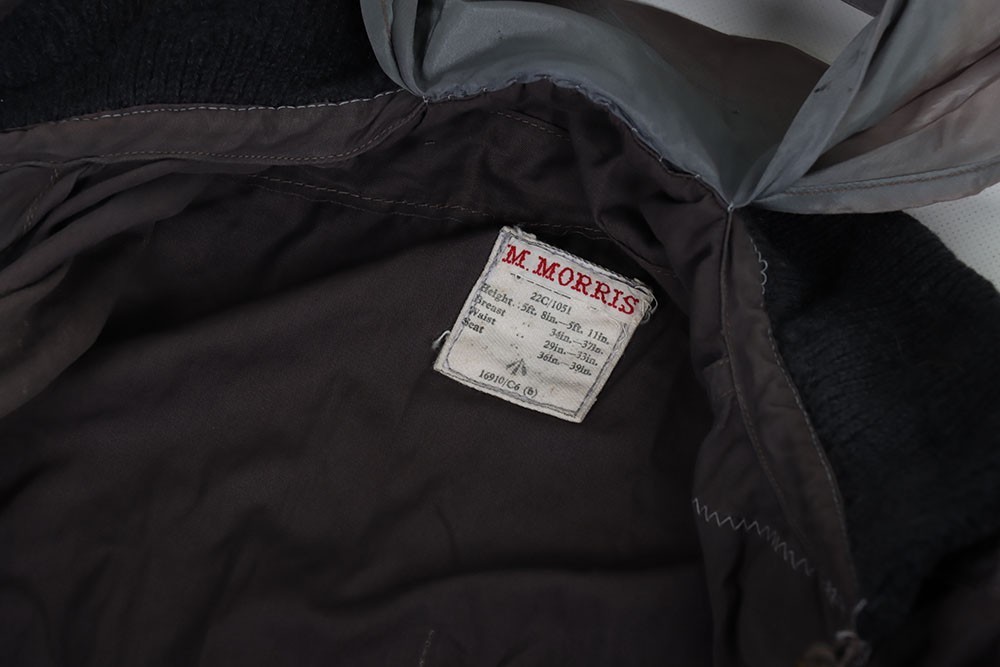 M. MORRIS
22C/1051
Height .. 5ft. 8in.—5ft. 11in.
Breast .. 34in.—37in.
Waist .. 29in.—33in.
Seat .. 36in.—39in.
16910/C6 (b)